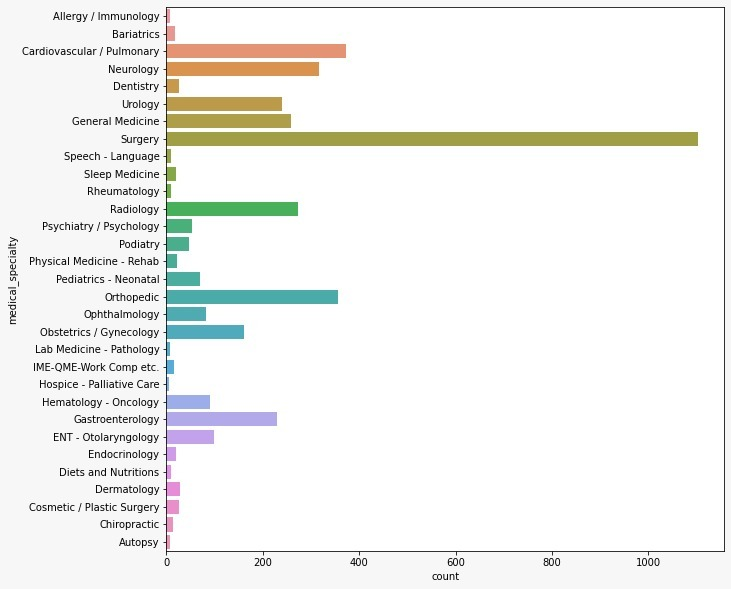 Allergy / Immunology
Bariatrics
Cardiovascular / Pulmonary
Neurology
Dentistry
Urology
General Medicine
Surgery
Speech - Language
Sleep Medicine
Rheumatology
Radiology
Psychiatry / Psychology
Podiatry
Physical Medicine - Rehab
Pediatrics - Neonatal
Orthopedic
Ophthalmology
Obstetrics / Gynecology
Lab Medicine - Pathology
IME-QME-Work Comp etc.
Hospice - Palliative Care
Hematology - Oncology
Gastroenterology
ENT - Otolaryngology
Endocrinology
Diets and Nutritions
Dermatology
Cosmetic / Plastic Surgery
Chiropractic
Autopsy
medical_specialty
0 200 400 600 800 1000
count